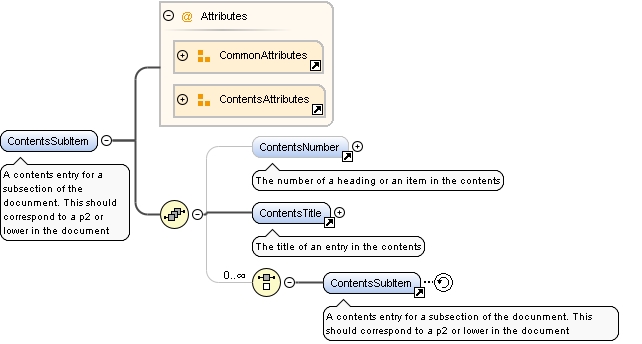 Attributes
CommonAttributes
ContentsAttributes
ContentsSubItem
A contents entry for a
subsection of the
docunment. This should
correspond to a p2 or
lower in the document
ContentsNumber
The number of a heading or an item in the contents
ContentsTitle
The title of an entry in the contents
0..∞
ContentsSubItem
A contents entry for a subsection of the docunment. This
should correspond to a p2 or lower in the document